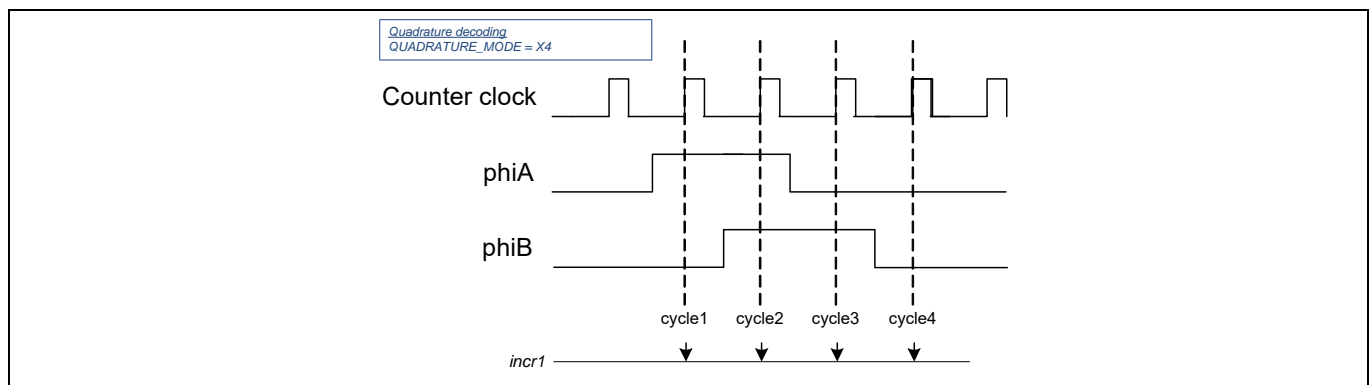 Quadrature decoding
QUADRATURE_MODE = X4
Counter clock
phiA
phiB
cycle1 cycle2 cycle3 cycle4
incr1